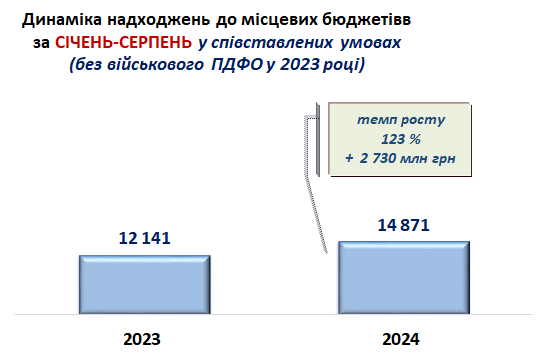 Динаміка надходжень до місцевих бюджетівв
за СІЧЕНЬ-СЕРПЕНЬ у співставлених умовах
(без військового ПДФО у 2023 році)
темп росту
123 %
+ 2 730 млн грн
12 141
14 871
2023
2024